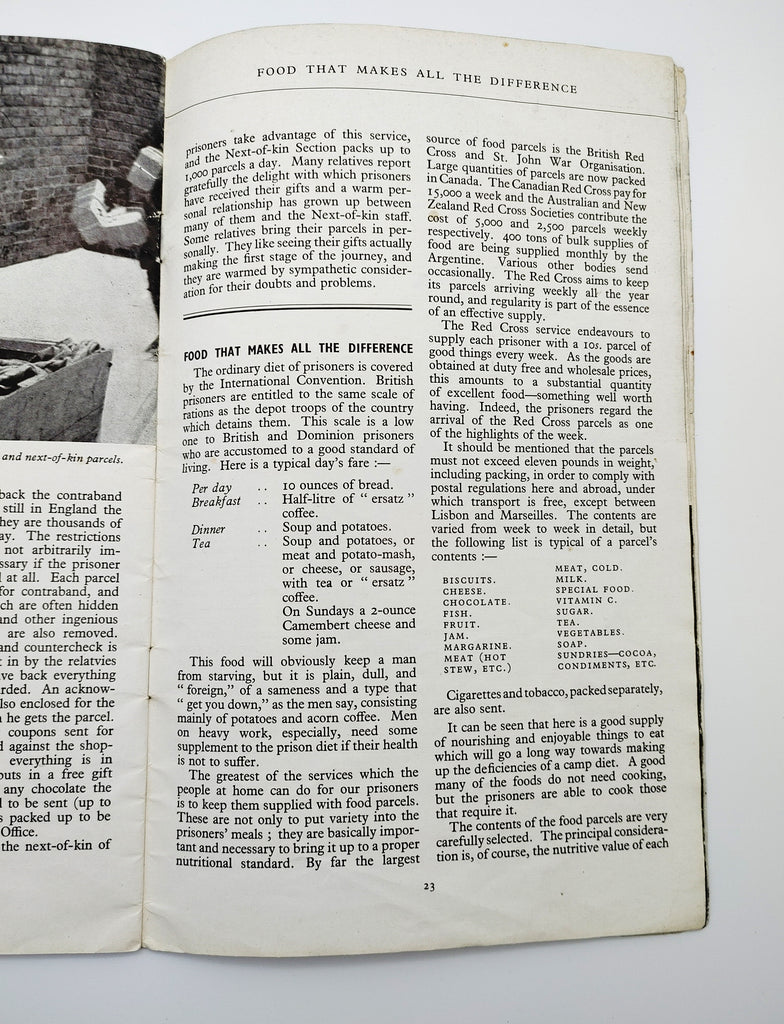 and next-of-kin parcels.
back the contraband
still in England the
hey are thousands of
ay. The restrictions
not arbitrarily im-
ssary if the prisoner
l at all. Each parcel
for contraband, and
ch are often hidden
and other ingenious
are also removed.
and countercheck is
t in by the relatvies
ve back everything
rded. An acknow-
lso enclosed for the
n he gets the parcel.
coupons sent for
d against the shop-
everything is in
puts in a free gift
any chocolate the
l to be sent (up to
s packed up to be
Office.
the next-of-kin of
FOOD THAT MAKES ALL THE DIFFERENCE
prisoners take advantage of this service,
and the Next-of-kin Section packs up to
1,000 parcels a day. Many relatives report
gratefully the delight with which prisoners
have received their gifts and a warm per-
sonal relationship has grown up between
many of them and the Next-of-kin staff.
Some relatives bring their parcels in per-
sonally. They like seeing their gifts actually
making the first stage of the journey, and
they are warmed by sympathetic consider-
ation for their doubts and problems.
FOOD THAT MAKES ALL THE DIFFERENCE
The ordinary diet of prisoners is covered
by the International Convention. British
prisoners are entitled to the same scale of
rations as the depot troops of the country
which detains them. This scale is a low
one to British and Dominion prisoners
who are accustomed to a good standard of
living. Here is a typical day's fare :—
Per day .. 10 ounces of bread.
Breakfast .. Half-litre of " ersatz "
coffee.
Dinner .. Soup and potatoes.
Tea .. Soup and potatoes, or
meat and potato-mash,
or cheese, or sausage,
with tea or " ersatz "
coffee.
On Sundays a 2-ounce
Camembert cheese and
some jam.
This food will obviously keep a man
from starving, but it is plain, dull, and
" foreign," of a sameness and a type that
" get you down," as the men say, consisting
mainly of potatoes and acorn coffee. Men
on heavy work, especially, need some
supplement to the prison diet if their health
is not to suffer.
The greatest of the services which the
people at home can do for our prisoners
is to keep them supplied with food parcels.
These are not only to put variety into the
prisoners' meals ; they are basically impor-
tant and necessary to bring it up to a proper
nutritional standard. By far the largest
source of food parcels is the British Red
Cross and St. John War Organisation.
Large quantities of parcels are now packed
in Canada. The Canadian Red Cross pay for
15,000 a week and the Australian and New
Zealand Red Cross Societies contribute the
cost of 5,000 and 2,500 parcels weekly
respectively. 400 tons of bulk supplies of
food are being supplied monthly by the
Argentine. Various other bodies send
occasionally. The Red Cross aims to keep
its parcels arriving weekly all the year
round, and regularity is part of the essence
of an effective supply.
The Red Cross service endeavours to
supply each prisoner with a 10s. parcel of
good things every week. As the goods are
obtained at duty free and wholesale prices,
this amounts to a substantial quantity
of excellent food—something well worth
having. Indeed, the prisoners regard the
arrival of the Red Cross parcels as one
of the highlights of the week.
It should be mentioned that the parcels
must not exceed eleven pounds in weight,
including packing, in order to comply with
postal regulations here and abroad, under
which transport is free, except between
Lisbon and Marseilles. The contents are
varied from week to week in detail, but
the following list is typical of a parcel's
contents :—
BISCUITS.
CHEESE.
CHOCOLATE.
FISH.
FRUIT.
JAM.
MARGARINE.
MEAT (HOT
STEW, ETC.)
MEAT, COLD.
MILK.
SPECIAL FOOD.
VITAMIN C.
SUGAR.
TEA.
VEGETABLES.
SOAP.
SUNDRIES—COCOA,
CONDIMENTS, ETC.
Cigarettes and tobacco, packed separately,
are also sent.
It can be seen that here is a good supply
of nourishing and enjoyable things to eat
which will go a long way towards making
up the deficiencies of a camp diet. A good
many of the foods do not need cooking,
but the prisoners are able to cook those
that require it.
The contents of the food parcels are very
carefully selected. The principal considera-
tion is, of course, the nutritive value of each
23